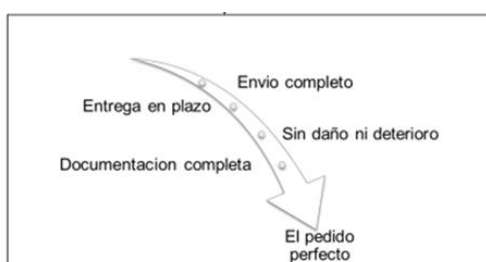 Envio completo
Entrega en plazo
Sin daño ni deterioro
Documentacion completa
El pedido
perfecto